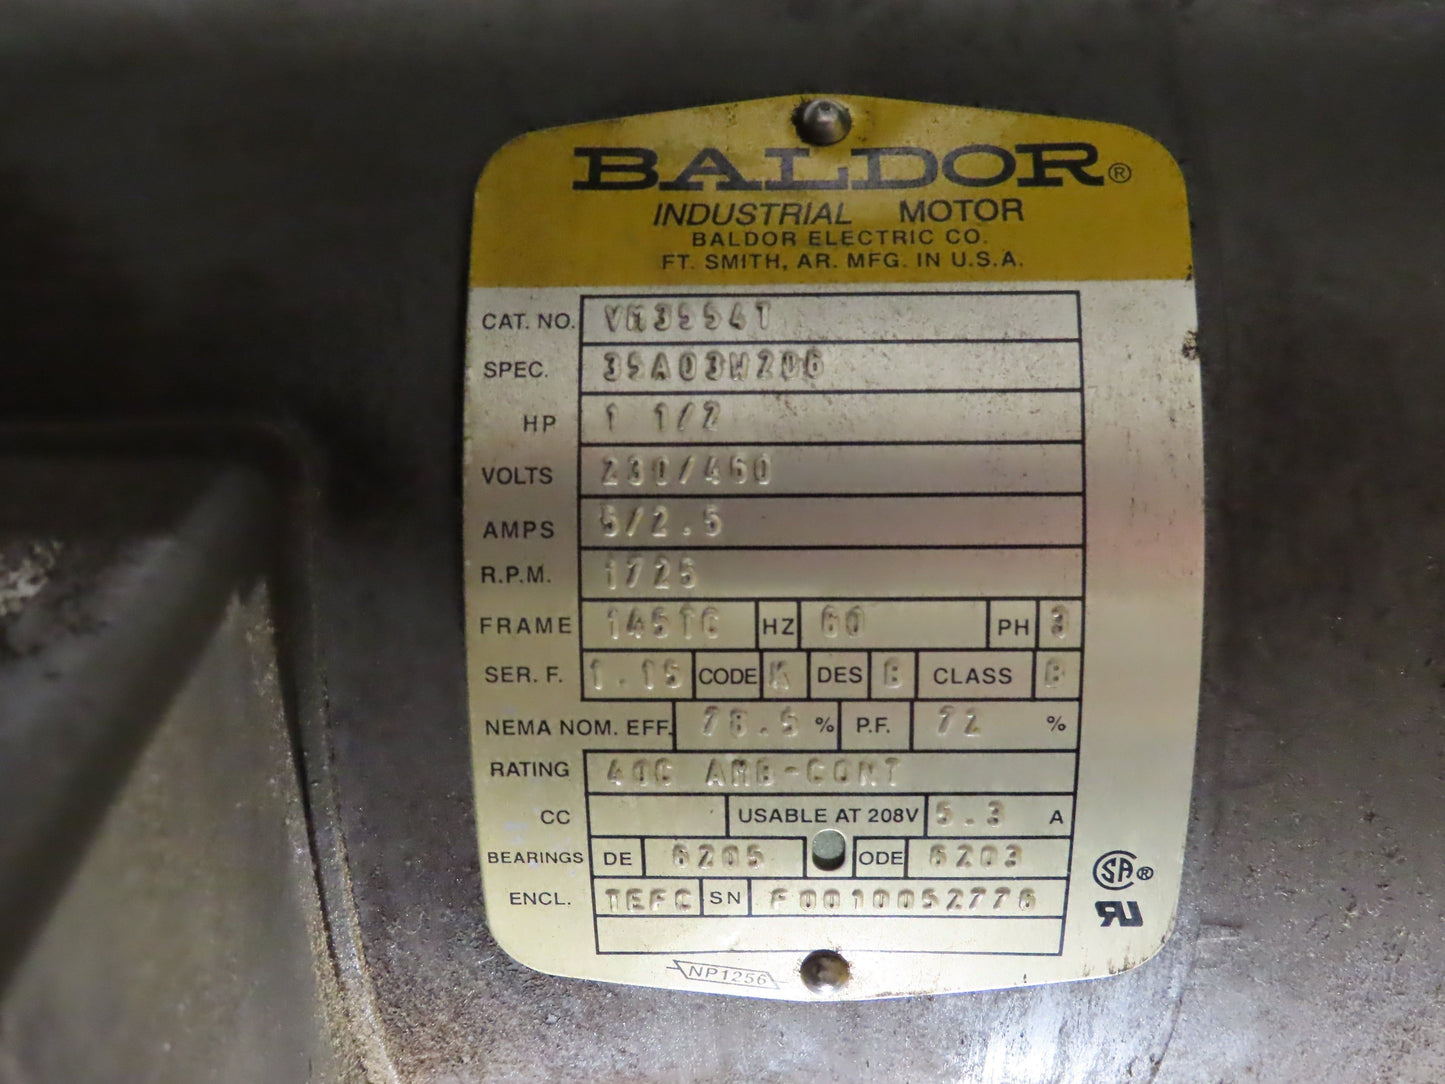 BALDOR®
INDUSTRIAL MOTOR
BALDOR ELECTRIC CO.
FT. SMITH, AR. MFG. IN U.S.A.
CAT. NO. VM3554T
SPEC. 35A03W206
HP 1 1/2
VOLTS 230/460
AMPS 5/2.5
R.P.M. 1725
FRAME 145TC HZ 60 PH 3
SER. F. 1.15 CODE K DES B CLASS B
NEMA NOM. EFF. 78.5 % P.F. 72 %
RATING 40C AMB-CONT
CC USABLE AT 208V 5.3 A
BEARINGS DE 6205 ODE 6203
ENCL. TEFC SN F0010052776
SA®
RU
NP1256